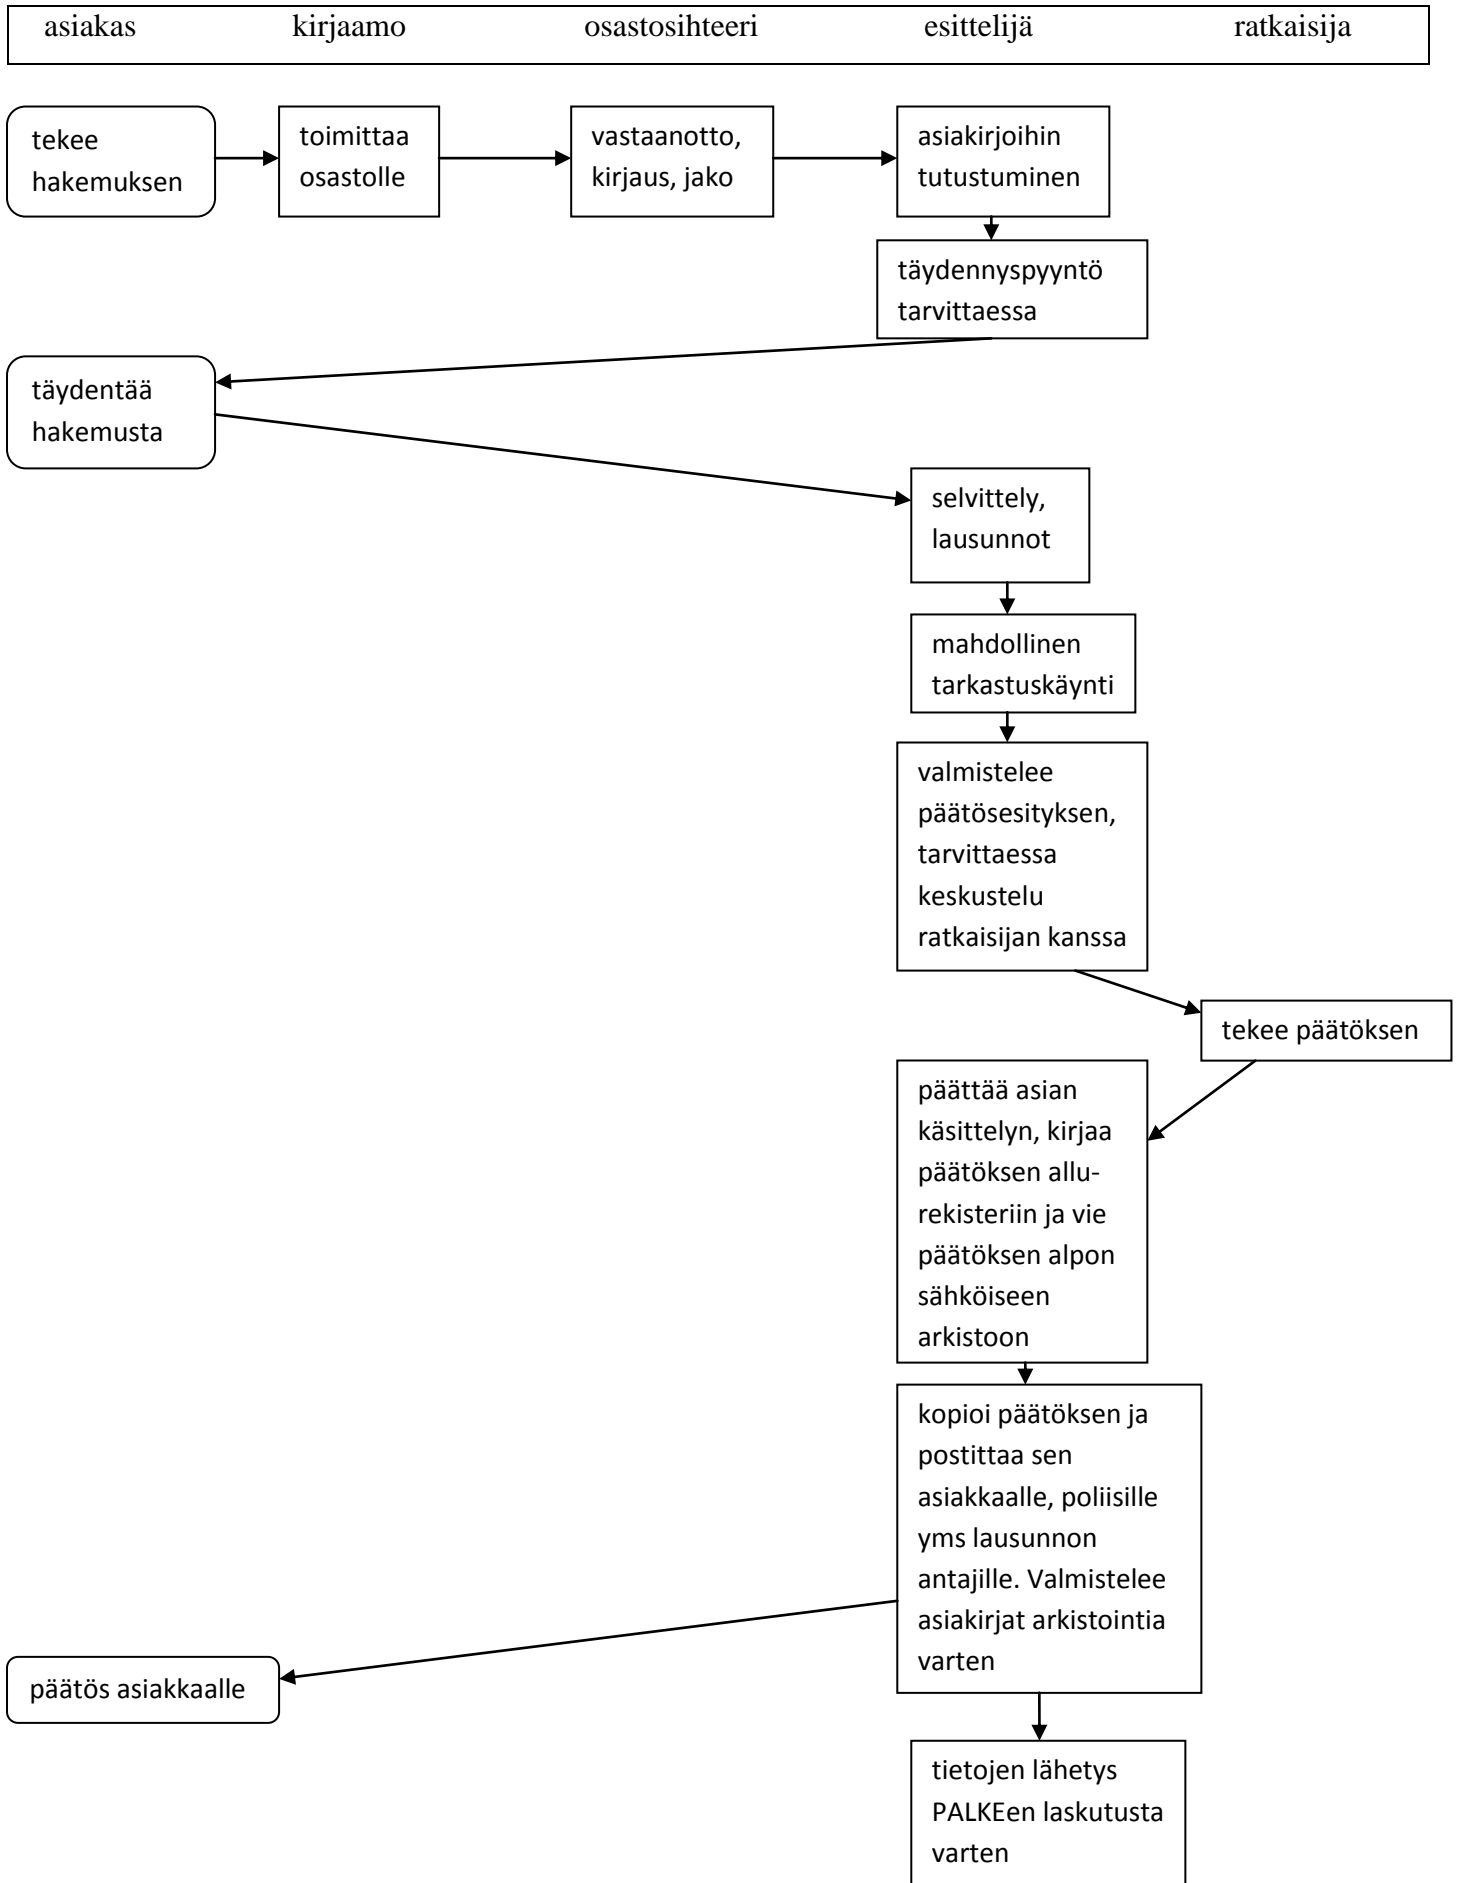 asiakas kirjaamo osastosihteeri esittelijä ratkaisija
tekee
hakemuksen
toimittaa
osastolle
vastaanotto,
kirjaus, jako
asiakirjoihin
tutustuminen
täydennyspyyntö
tarvittaessa
täydentää
hakemusta
selvittely,
lausunnot
mahdollinen
tarkastuskäynti
valmistelee
päätösesityksen,
tarvittaessa
keskustelu
ratkaisijan kanssa
tekee päätöksen
päättää asian
käsittelyn, kirjaa
päätöksen allu-
rekisteriin ja vie
päätöksen alpon
sähköiseen
arkistoon
kopioi päätöksen ja
postittaa sen
asiakkaalle, poliisille
yms lausunnon
antajille. Valmistelee
asiakirjat arkistointia
varten
päätös asiakkaalle
tietojen lähetys
PALKEen laskutusta
varten